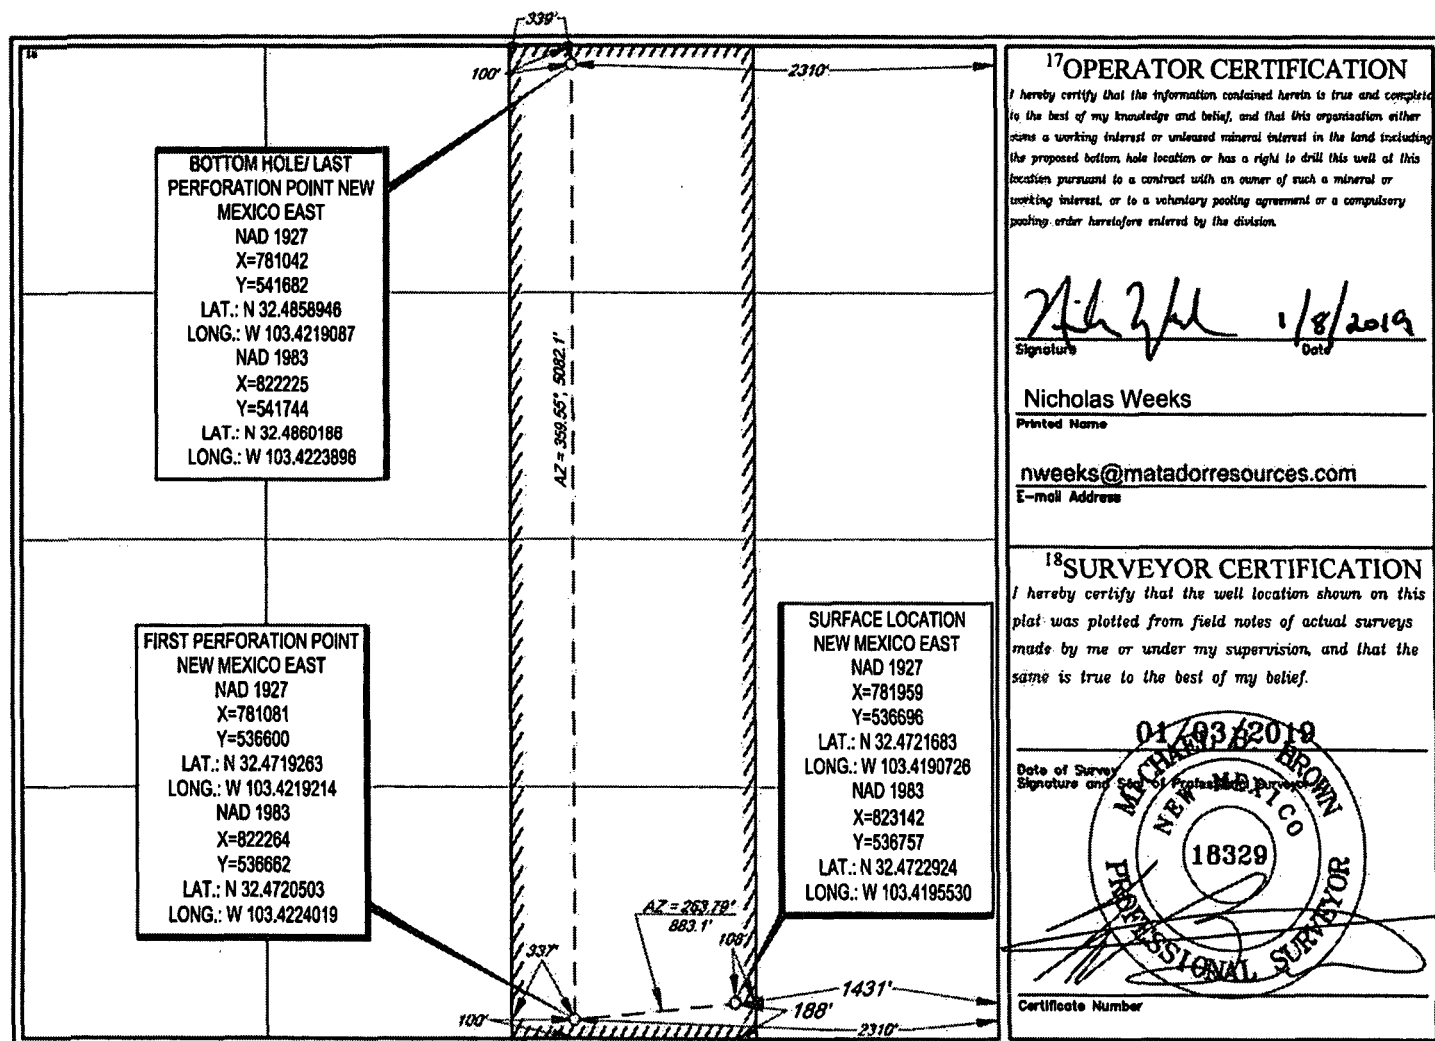 339'
16
100'
2310'
BOTTOM HOLE/ LAST
PERFORATION POINT NEW
MEXICO EAST
NAD 1927
X=781042
Y=541682
LAT.: N 32.4858946
LONG.: W 103.4219087
NAD 1983
X=822225
Y=541744
LAT.: N 32.4860186
LONG.: W 103.4223896
AZ = 359.55°, 5082.1'
FIRST PERFORATION POINT
NEW MEXICO EAST
NAD 1927
X=781081
Y=536600
LAT.: N 32.4719263
LONG.: W 103.4219214
NAD 1983
X=822264
Y=536662
LAT.: N 32.4720503
LONG.: W 103.4224019
SURFACE LOCATION
NEW MEXICO EAST
NAD 1927
X=781959
Y=536696
LAT.: N 32.4721683
LONG.: W 103.4190726
NAD 1983
X=823142
Y=536757
LAT.: N 32.4722924
LONG.: W 103.4195530
AZ = 263.79°
883.1'
337'
1431'
188'
100'
2310'
17OPERATOR CERTIFICATION
I hereby certify that the information contained herein is true and complete
to the best of my knowledge and belief, and that this organization either
owns a working interest or unleased mineral interest in the land including
the proposed bottom hole location or has a right to drill this well at this
location pursuant to a contract with an owner of such a mineral or
working interest, or to a voluntary pooling agreement or a compulsory
pooling order heretofore entered by the division.
1/8/2019
Signature Date
Nicholas Weeks
Printed Name
nweeks@matadorresources.com
E-mail Address
18SURVEYOR CERTIFICATION
I hereby certify that the well location shown on this
plat was plotted from field notes of actual surveys
made by me or under my supervision, and that the
same is true to the best of my belief.
01/03/2019
Date of Survey
Signature and Seal of Professional Surveyor
MICHAEL B. BROWN
NEW MEXICO
18329
PROFESSIONAL SURVEYOR
Certificate Number